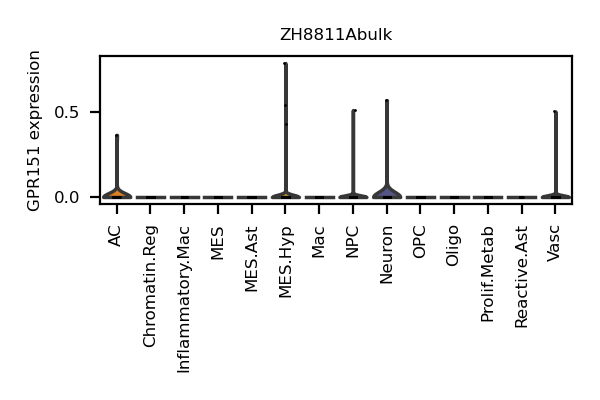 ZH8811Abulk
GPR151 expression
0.5
0.0
AC
Chromatin.Reg
Inflammatory.Mac
MES
MES.Ast
MES.Hyp
Mac
NPC
Neuron
OPC
Oligo
Prolif.Metab
Reactive.Ast
Vasc